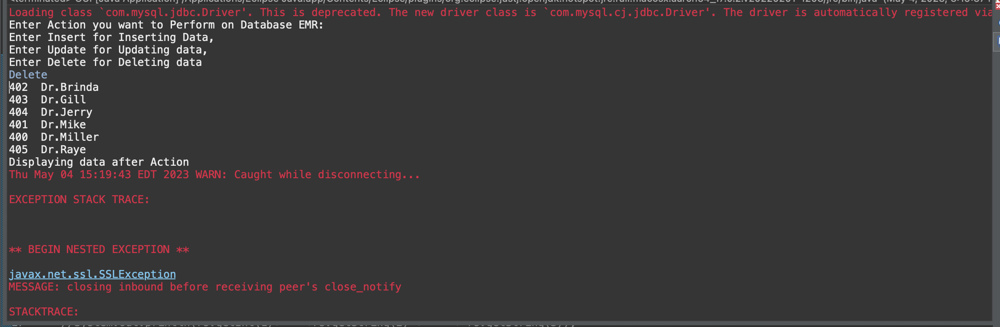 Loading class `com.mysql.jdbc.Driver'. This is deprecated. The new driver class is `com.mysql.cj.jdbc.Driver'. The driver is automatically registered via
Enter Action you want to Perform on Database EMR:
Enter Insert for Inserting Data,
Enter Update for Updating data,
Enter Delete for Deleting data
Delete
402  Dr.Brinda
403  Dr.Gill
404  Dr.Jerry
401  Dr.Mike
400  Dr.Miller
405  Dr.Raye
Displaying data after Action
Thu May 04 15:19:43 EDT 2023 WARN: Caught while disconnecting...
EXCEPTION STACK TRACE:
** BEGIN NESTED EXCEPTION **
javax.net.ssl.SSLException
MESSAGE: closing inbound before receiving peer's close_notify
STACKTRACE: